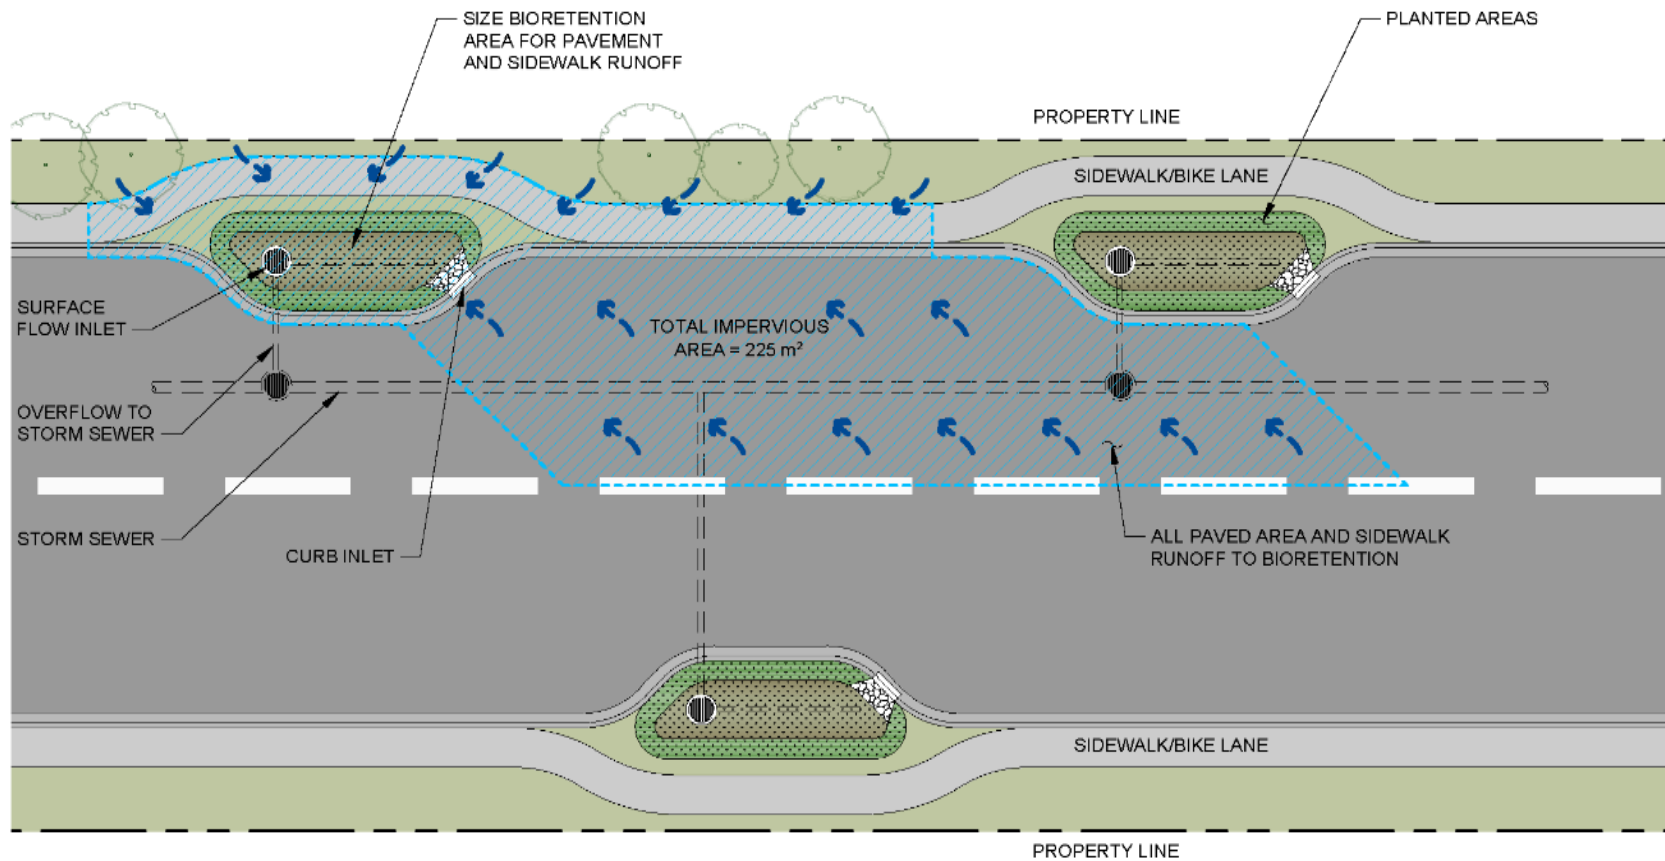 SIZE BIORETENTION
AREA FOR PAVEMENT
AND SIDEWALK RUNOFF
PLANTED AREAS
PROPERTY LINE
SIDEWALK/BIKE LANE
SURFACE
FLOW INLET
TOTAL IMPERVIOUS
AREA = 225 m²
OVERFLOW TO
STORM SEWER
STORM SEWER
CURB INLET
ALL PAVED AREA AND SIDEWALK
RUNOFF TO BIORETENTION
SIDEWALK/BIKE LANE
PROPERTY LINE